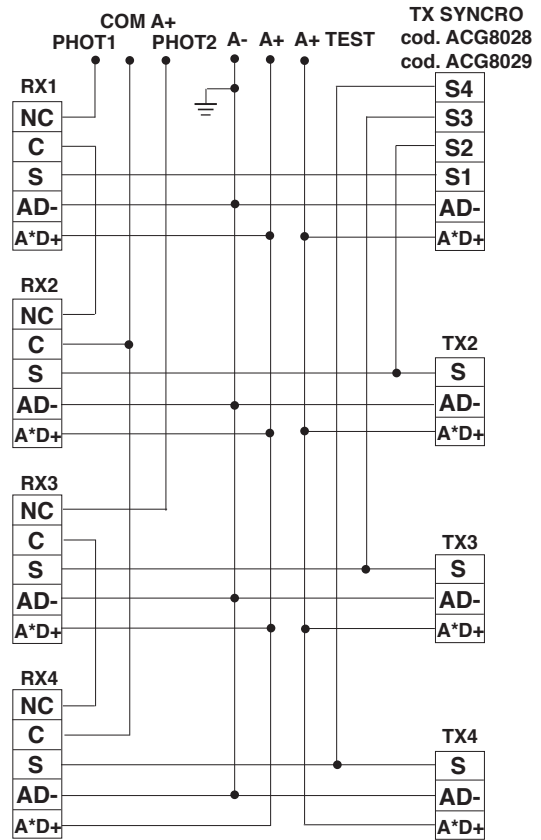 COM A+
PHOT1 PHOT2 A- A+ A+ TEST
TX SYNCRO
cod. ACG8028
cod. ACG8029
RX1
NC
C
S
AD-
A*D+
S4
S3
S2
S1
AD-
A*D+
RX2
NC
C
S
AD-
A*D+
TX2
S
AD-
A*D+
RX3
NC
C
S
AD-
A*D+
TX3
S
AD-
A*D+
RX4
NC
C
S
AD-
A*D+
TX4
S
AD-
A*D+